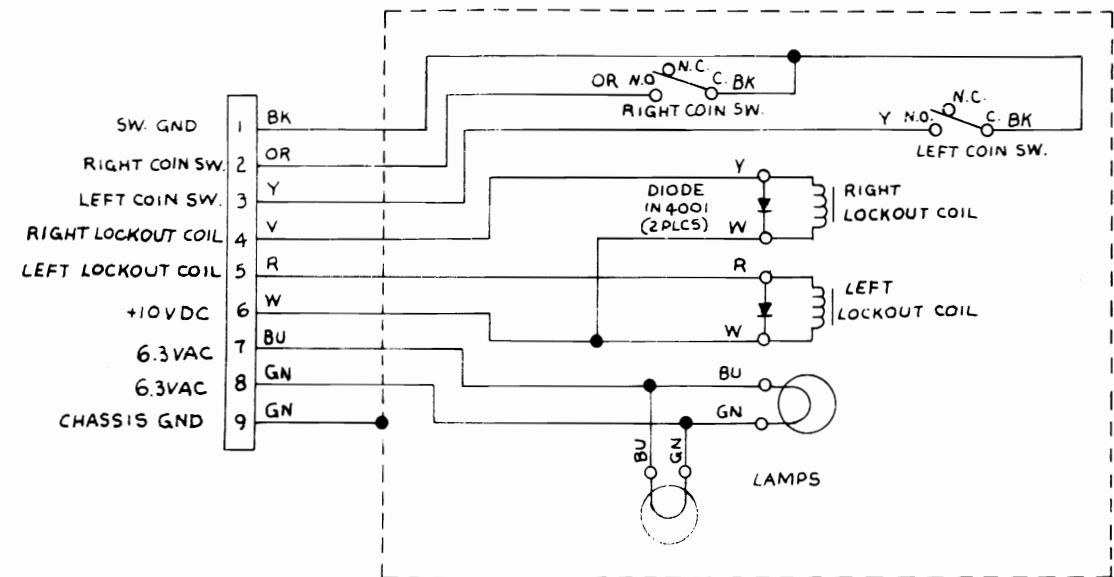 N.C.
OR N.O. C. BK
RIGHT COIN SW.
N.C.
Y N.O. C. BK
LEFT COIN SW.
SW. GND 1 BK
RIGHT COIN SW. 2 OR
LEFT COIN SW. 3 Y
RIGHT LOCKOUT COIL 4 V
LEFT LOCKOUT COIL 5 R
+10VDC 6 W
6.3VAC 7 BU
6.3VAC 8 GN
CHASSIS GND 9 GN
Y
DIODE
IN4001
(2PLCS)
W
RIGHT
LOCKOUT COIL
R
W
LEFT
LOCKOUT COIL
BU
GN
BU
GN
LAMPS